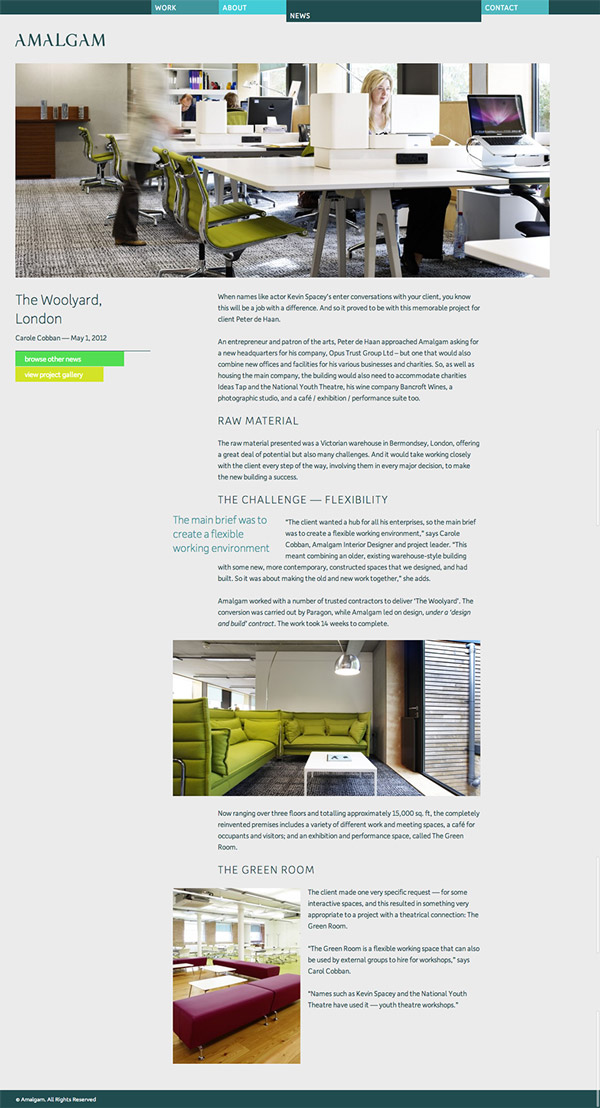 WORK
ABOUT
NEWS
CONTACT
AMALGAM
The Woolyard,
London
Carole Cobban — May 1, 2012
browse other news
view project gallery
When names like actor Kevin Spacey's enter conversations with your client, you know
this will be a job with a difference. And so it proved to be with this memorable project for
client Peter de Haan.
An entrepreneur and patron of the arts, Peter de Haan approached Amalgam asking for
a new headquarters for his company, Opus Trust Group Ltd – but one that would also
combine new offices and facilities for his various businesses and charities. So, as well as
housing the main company, the building would also need to accommodate charities
Ideas Tap and the National Youth Theatre, his wine company Bancroft Wines, a
photographic studio, and a café / exhibition / performance suite too.
RAW MATERIAL
The raw material presented was a Victorian warehouse in Bermondsey, London, offering
a great deal of potential but also many challenges. And it would take working closely
with the client every step of the way, involving them in every major decision, to make
the new building a success.
THE CHALLENGE — FLEXIBILITY
The main brief was to
create a flexible
working environment
"The client wanted a hub for all his enterprises, so the main brief
was to create a flexible working environment," says Carole
Cobban, Amalgam Interior Designer and project leader. "This
meant combining an older, existing warehouse-style building
with some new, more contemporary, constructed spaces that we designed, and had
built. So it was about making the old and new work together," she adds.
Amalgam worked with a number of trusted contractors to deliver 'The Woolyard'. The
conversion was carried out by Paragon, while Amalgam led on design, under a 'design
and build' contract. The work took 14 weeks to complete.
Now ranging over three floors and totalling approximately 15,000 sq. ft, the completely
reinvented premises includes a variety of different work and meeting spaces, a café for
occupants and visitors; and an exhibition and performance space, called The Green
Room.
THE GREEN ROOM
The client made one very specific request — for some
interactive spaces, and this resulted in something very
appropriate to a project with a theatrical connection: The
Green Room.
"The Green Room is a flexible working space that can also
be used by external groups to hire for workshops," says
Carol Cobban.
"Names such as Kevin Spacey and the National Youth
Theatre have used it — youth theatre workshops."
© Amalgam, All Rights Reserved